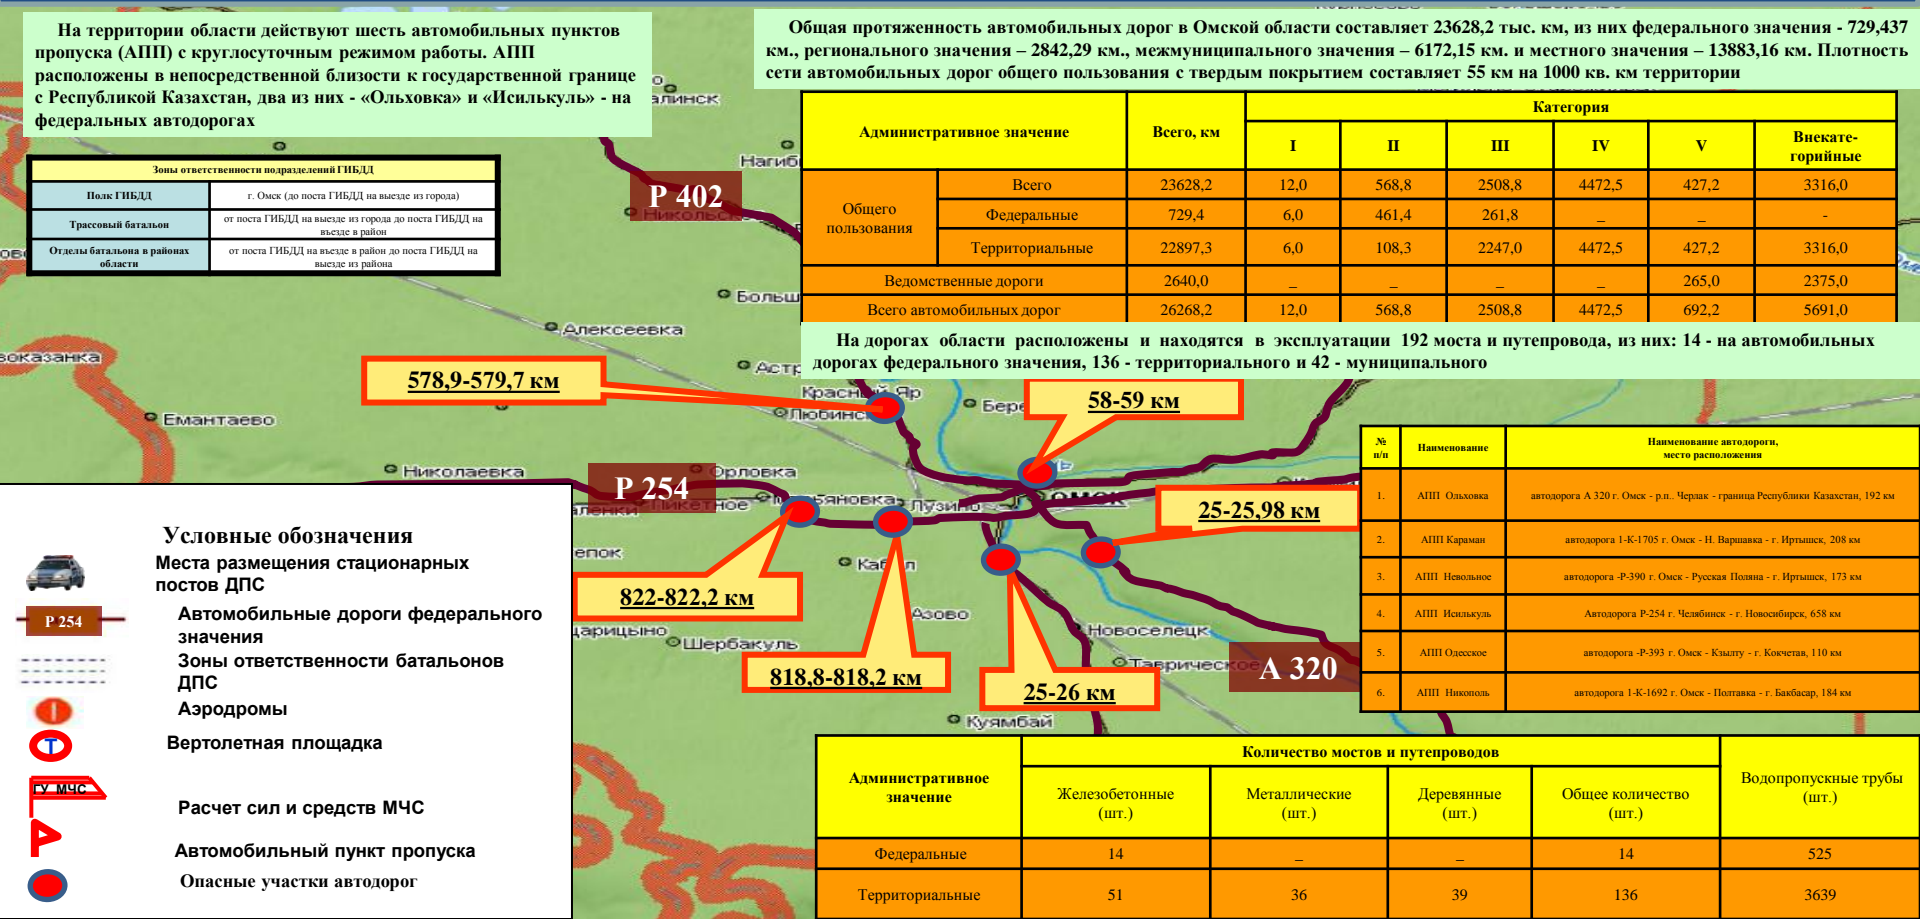 На территории области действуют шесть автомобильных пунктов
пропуска (АПП) с круглосуточным режимом работы. АПП
расположены в непосредственной близости к государственной границе
с Республикой Казахстан, два из них - «Ольховка» и «Исилькуль» - на
федеральных автодорогах
Общая протяженность автомобильных дорог в Омской области составляет 23628,2 тыс. км, из них федерального значения - 729,437
км., регионального значения – 2842,29 км., межмуниципального значения – 6172,15 км. и местного значения – 13883,16 км. Плотность
сети автомобильных дорог общего пользования с твердым покрытием составляет 55 км на 1000 кв. км территории
Зоны ответственности подразделений ГИБДД
Полк ГИБДД г. Омск (до поста ГИБДД на выезде из города)
Трассовый батальон от поста ГИБДД на выезде из города до поста ГИБДД на
въезде в район
Отделы батальона в районах
области
от поста ГИБДД на въезде в район до поста ГИБДД на
выезде из района
Административное значение Всего, км Категория
I II III IV V Внекате-
горийные
Общего
пользования
Всего 23628,2 12,0 568,8 2508,8 4472,5 427,2 3316,0
Федеральные 729,4 6,0 461,4 261,8 _ _ -
Территориальные 22897,3 6,0 108,3 2247,0 4472,5 427,2 3316,0
Ведомственные дороги 2640,0 _ _ _ _ 265,0 2375,0
Всего автомобильных дорог 26268,2 12,0 568,8 2508,8 4472,5 692,2 5691,0
На дорогах области расположены и находятся в эксплуатации 192 моста и путепровода, из них: 14 - на автомобильных
дорогах федерального значения, 136 - территориального и 42 - муниципального
Р 402
Алексеевка
578,9-579,7 км
58-59 км
Красный Яр
Емантаево
Николаевка
Орловка
Р 254
Лузино
Омск
25-25,98 км
822-822,2 км
Азово
Новоселецк
Шербакуль
Таврическое
А 320
818,8-818,2 км
25-26 км
Куямбай
№
п/п
Наименование
Наименование автодороги,
место расположения
1. АПП Ольховка автодорога А 320 г. Омск - р.п.. Черлак - граница Республики Казахстан, 192 км
2. АПП Караман автодорога 1-К-1705 г. Омск - Н. Варшавка - г. Иртышск, 208 км
3. АПП Невольное автодорога -Р-390 г. Омск - Русская Поляна - г. Иртышск, 173 км
4. АПП Исилькуль Автодорога Р-254 г. Челябинск - г. Новосибирск, 658 км
5. АПП Одесское автодорога -Р-393 г. Омск - Кзылту - г. Кокчетав, 110 км
6. АПП Никополь автодорога 1-К-1692 г. Омск - Полтавка - г. Бакбасар, 184 км
Условные обозначения
Места размещения стационарных
постов ДПС
Р 254
Автомобильные дороги федерального
значения
Зоны ответственности батальонов
ДПС
Аэродромы
Т
Вертолетная площадка
ГУ МЧС
Расчет сил и средств МЧС
Автомобильный пункт пропуска
Опасные участки автодорог
Административное
значение
Количество мостов и путепроводов
Водопропускные трубы
(шт.)
Железобетонные
(шт.)
Металлические
(шт.)
Деревянные
(шт.)
Общее количество
(шт.)
Федеральные 14 _ _ 14 525
Территориальные 51 36 39 136 3639